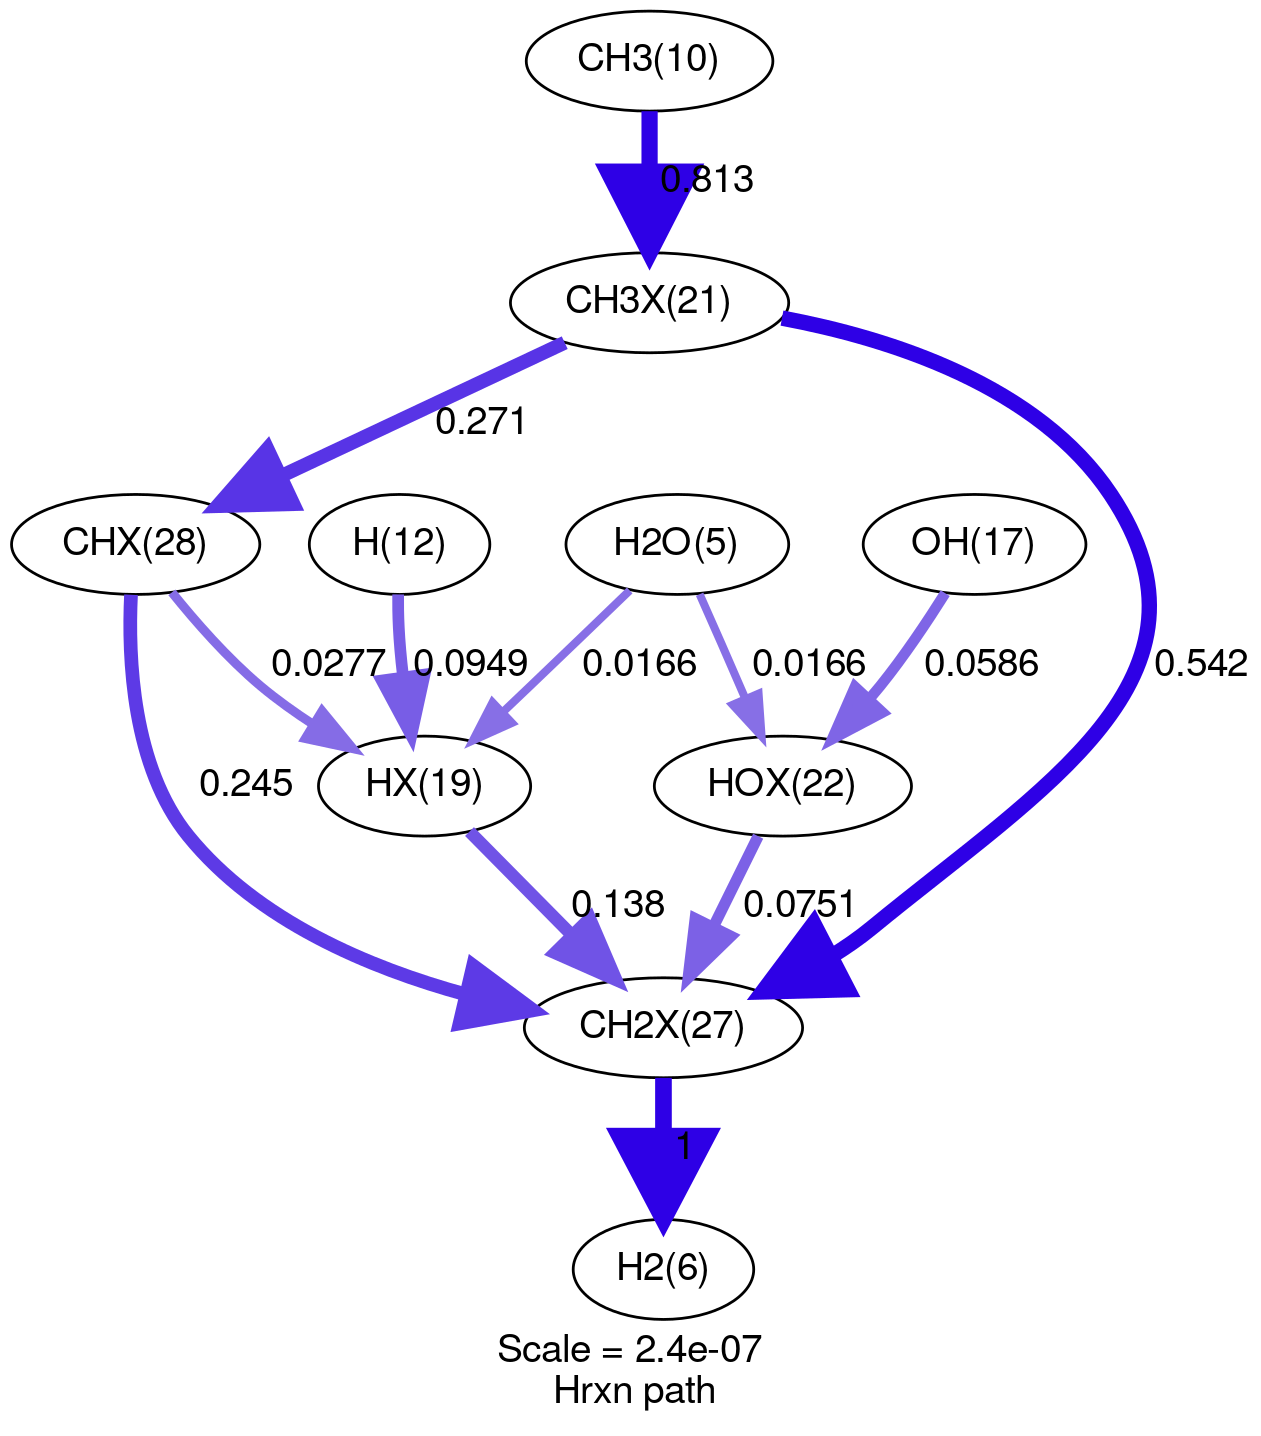 CH3(10)
0.813
CH3X(21)
0.271
CHX(28)
H(12)
H2O(5)
OH(17)
0.0277
0.0949
0.0166
0.0166
0.0586
0.542
0.245
HX(19)
HOX(22)
0.138
0.0751
CH2X(27)
1
H2(6)
Scale = 2.4e-07
Hrxn path